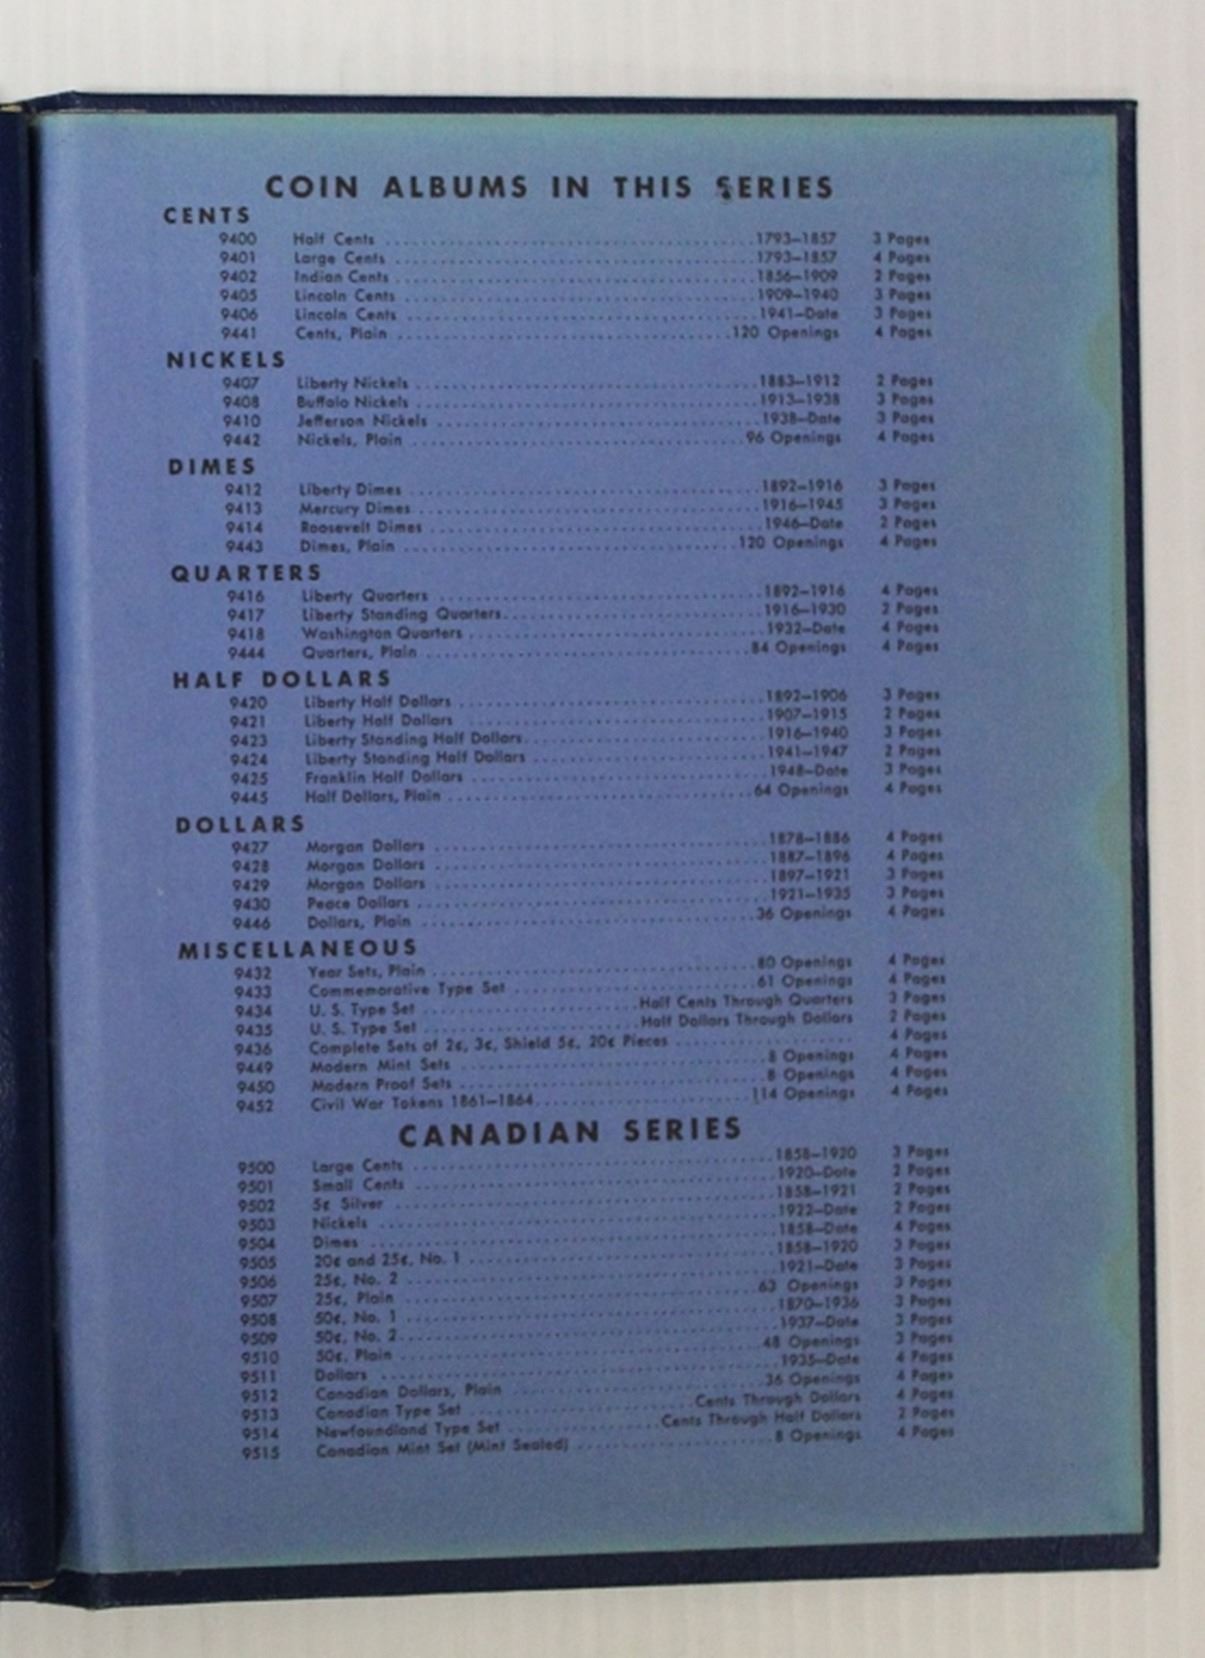 COIN ALBUMS IN THIS SERIES
CENTS
9400 Half Cents 1793–1857 3 Pages
9401 Large Cents 1793–1857 4 Pages
9402 Indian Cents 1856–1909 2 Pages
9405 Lincoln Cents 1909–1940 3 Pages
9406 Lincoln Cents 1941–Date 3 Pages
9441 Cents, Plain 120 Openings 4 Pages
NICKELS
9407 Liberty Nickels 1883–1912 2 Pages
9408 Buffalo Nickels 1913–1938 3 Pages
9410 Jefferson Nickels 1938–Date 3 Pages
9442 Nickels, Plain 96 Openings 4 Pages
DIMES
9412 Liberty Dimes 1892–1916 3 Pages
9413 Mercury Dimes 1916–1945 3 Pages
9414 Roosevelt Dimes 1946–Date 2 Pages
9443 Dimes, Plain 120 Openings 4 Pages
QUARTERS
9416 Liberty Quarters 1892–1916 4 Pages
9417 Liberty Standing Quarters 1916–1930 2 Pages
9418 Washington Quarters 1932–Date 4 Pages
9444 Quarters, Plain 84 Openings 4 Pages
HALF DOLLARS
9420 Liberty Half Dollars 1892–1906 3 Pages
9421 Liberty Half Dollars 1907–1915 2 Pages
9423 Liberty Standing Half Dollars 1916–1940 3 Pages
9424 Liberty Standing Half Dollars 1941–1947 2 Pages
9425 Franklin Half Dollars 1948–Date 3 Pages
9445 Half Dollars, Plain 64 Openings 4 Pages
DOLLARS
9427 Morgan Dollars 1878–1886 4 Pages
9428 Morgan Dollars 1887–1896 4 Pages
9429 Morgan Dollars 1897–1921 3 Pages
9430 Peace Dollars 1921–1935 3 Pages
9446 Dollars, Plain 36 Openings 4 Pages
MISCELLANEOUS
9432 Year Sets, Plain 80 Openings 4 Pages
9433 Commemorative Type Set 61 Openings 4 Pages
9434 U. S. Type Set Half Cents Through Quarters 3 Pages
9435 U. S. Type Set Half Dollars Through Dollars 2 Pages
9436 Complete Sets of 2¢, 3¢, Shield 5¢, 20¢ Pieces 4 Pages
9449 Modern Mint Sets 8 Openings 4 Pages
9450 Modern Proof Sets 8 Openings 4 Pages
9452 Civil War Tokens 1861–1864 114 Openings 4 Pages
CANADIAN SERIES
9500 Large Cents 1858–1920 3 Pages
9501 Small Cents 1920–Date 2 Pages
9502 5¢ Silver 1858–1921 2 Pages
9503 Nickels 1922–Date 2 Pages
9504 Dimes 1858–Date 4 Pages
9505 20¢ and 25¢, No. 1 1858–1920 3 Pages
9506 25¢, No. 2 1921–Date 3 Pages
9507 25¢, Plain 63 Openings 3 Pages
9508 50¢, No. 1 1870–1936 3 Pages
9509 50¢, No. 2 1937–Date 3 Pages
9510 50¢, Plain 48 Openings 3 Pages
9511 Dollars 1935–Date 4 Pages
9512 Canadian Dollars, Plain 36 Openings 4 Pages
9513 Canadian Type Set Cents Through Dollars 4 Pages
9514 Newfoundland Type Set Cents Through Half Dollars 2 Pages
9515 Canadian Mint Set (Mint Sealed) 8 Openings 4 Pages